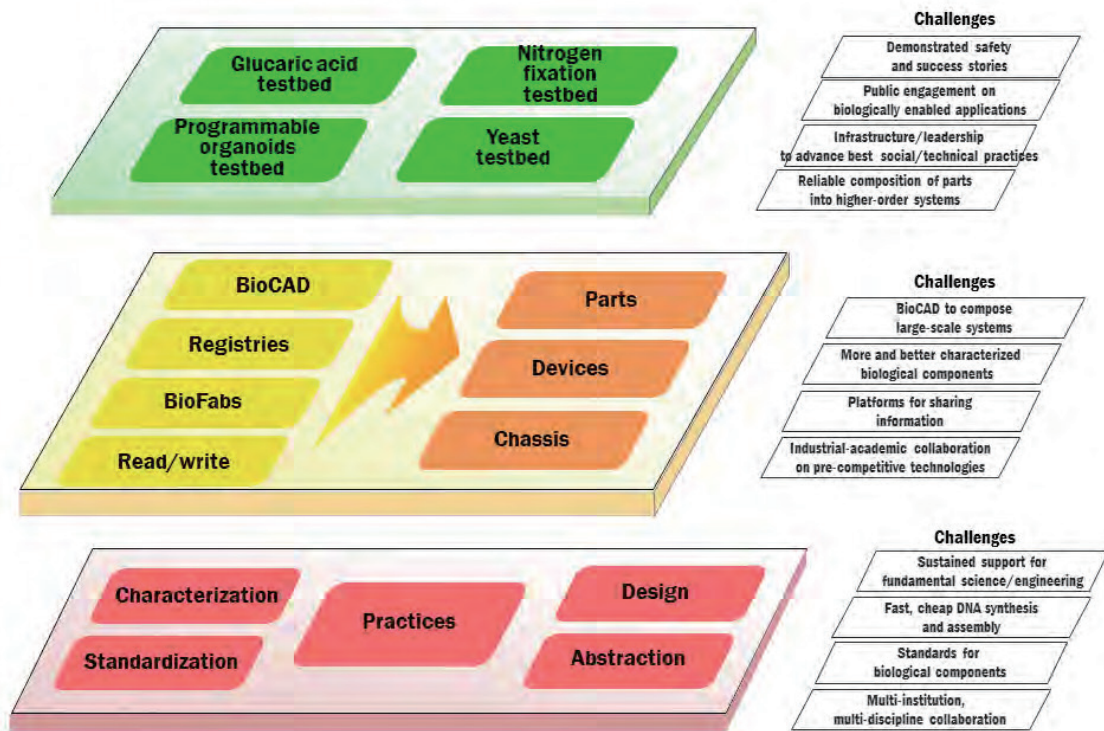 Glucaric acid
testbed
Nitrogen
fixation
testbed
Programmable
organoids
testbed
Yeast
testbed
Challenges
Demonstrated safety
and success stories
Public engagement on
biologically enabled applications
Infrastructure/leadership
to advance best social/technical practices
Reliable composition of parts
into higher-order systems
BioCAD
Registries
BioFabs
Read/write
Parts
Devices
Chassis
Challenges
BioCAD to compose
large-scale systems
More and better characterized
biological components
Platforms for sharing
information
Industrial-academic collaboration
on pre-competitive technologies
Characterization
Standardization
Practices
Design
Abstraction
Challenges
Sustained support for
fundamental science/engineering
Fast, cheap DNA synthesis
and assembly
Standards for
biological components
Multi-institution,
multi-discipline collaboration